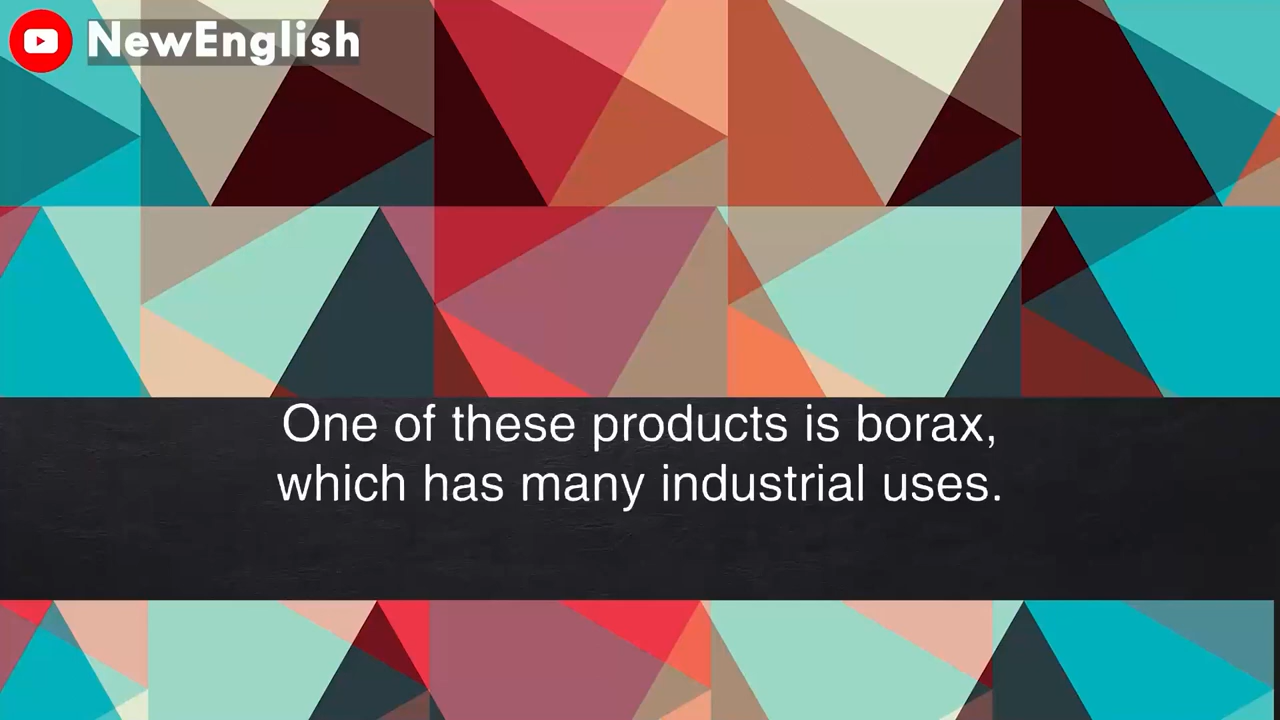 NewEnglish
One of these products is borax,
which has many industrial uses.